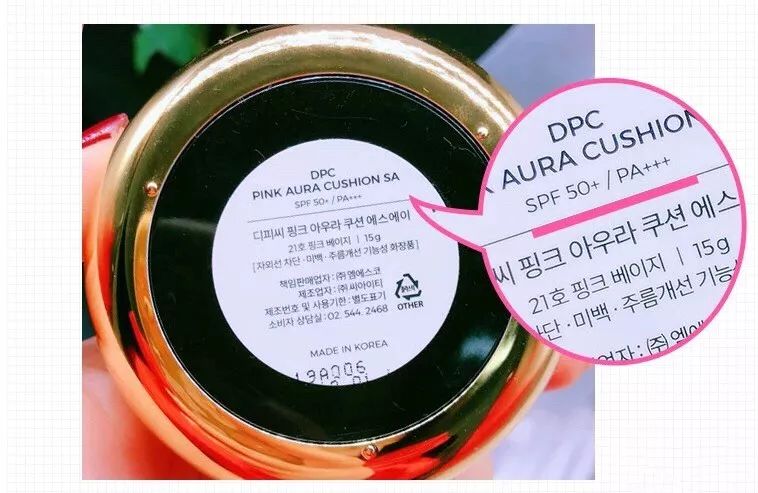 DPC
PINK AURA CUSHION SA
SPF 50+ / PA+++
디피씨 핑크 아우라 쿠션 에스에이
21호 핑크 베이지 | 15g
[자외선 차단·미백·주름개선 기능성 화장품]
책임판매업자 : ㈜엠에스코
제조업자 : ㈜씨아이티
제조번호 및 사용기한 : 별도표기
소비자 상담실 : 02. 544. 2468
OTHER
MADE IN KOREA
DPC
AURA CUSHION
SPF 50+ / PA+++
씨 핑크 아우라 쿠션 에스
21호 핑크 베이지 | 15g
차단·미백·주름개선 기능
업자 : ㈜엠에스